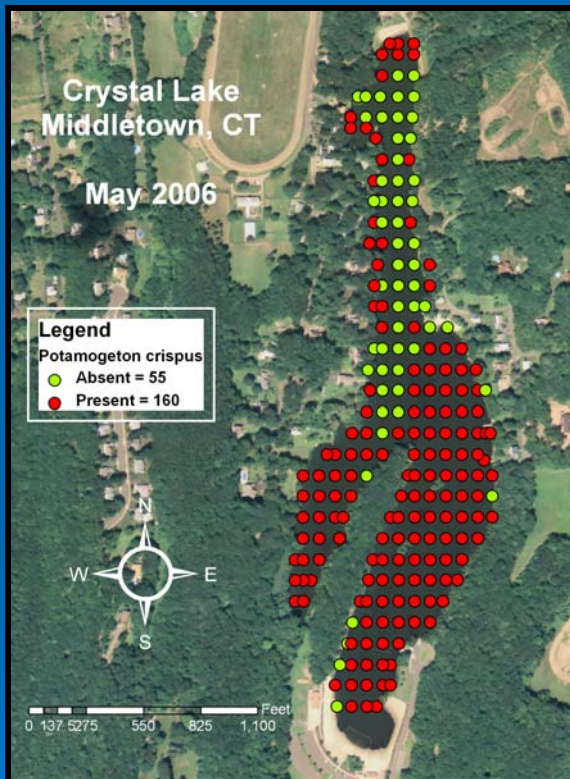 Crystal Lake
Middletown, CT
May 2006
Legend
Potamogeton crispus
Absent = 55
Present = 160
N
W E
S
Feet
0 137.5275 550 825 1,100